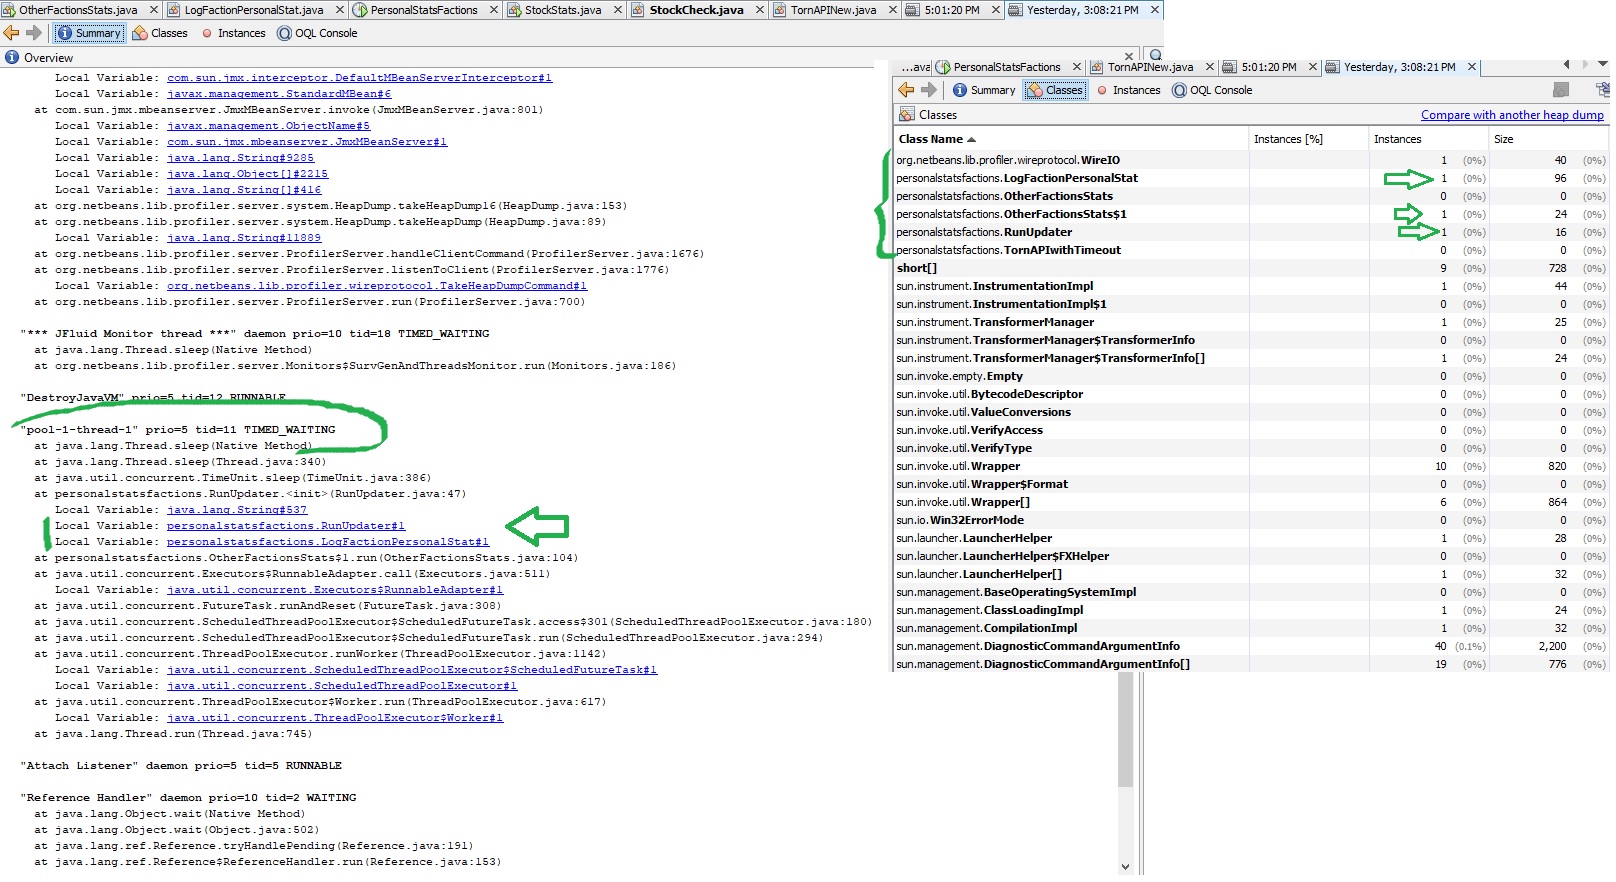 OtherFactionsStats.java
LogFactionPersonalStat.java
PersonalStatsFactions
StockStats.java
StockCheck.java
TornAPINew.java
5:01:20 PM
Yesterday, 3:08:21 PM
Summary
Classes
Instances
OQL Console
Overview
Local Variable: com.sun.jmx.interceptor.DefaultMBeanServerInterceptor#1
Local Variable: javax.management.StandardMBean#6
at com.sun.jmx.mbeanserver.JmxMBeanServer.invoke(JmxMBeanServer.java:801)
Local Variable: javax.management.ObjectName#5
Local Variable: com.sun.jmx.mbeanserver.JmxMBeanServer#1
Local Variable: java.lang.String#9285
Local Variable: java.lang.Object[]#2215
Local Variable: java.lang.String[]#416
at org.netbeans.lib.profiler.server.system.HeapDump.takeHeapDump16(HeapDump.java:153)
at org.netbeans.lib.profiler.server.system.HeapDump.takeHeapDump(HeapDump.java:89)
Local Variable: java.lang.String#11889
at org.netbeans.lib.profiler.server.ProfilerServer.handleClientCommand(ProfilerServer.java:1676)
at org.netbeans.lib.profiler.server.ProfilerServer.listenToClient(ProfilerServer.java:1776)
Local Variable: org.netbeans.lib.profiler.wireprotocol.TakeHeapDumpCommand#1
at org.netbeans.lib.profiler.server.ProfilerServer.run(ProfilerServer.java:700)
"*** JFluid Monitor thread ***" daemon prio=10 tid=18 TIMED_WAITING
at java.lang.Thread.sleep(Native Method)
at org.netbeans.lib.profiler.server.Monitors$SurvGenAndThreadsMonitor.run(Monitors.java:186)
"DestroyJavaVM" prio=5 tid=12 RUNNABLE
"pool-1-thread-1" prio=5 tid=11 TIMED_WAITING
at java.lang.Thread.sleep(Native Method)
at java.lang.Thread.sleep(Thread.java:340)
at java.util.concurrent.TimeUnit.sleep(TimeUnit.java:386)
at personalstatsfactions.RunUpdater.<init>(RunUpdater.java:47)
Local Variable: java.lang.String#537
Local Variable: personalstatsfactions.RunUpdater#1
Local Variable: personalstatsfactions.LogFactionPersonalStat#1
at personalstatsfactions.OtherFactionsStats$1.run(OtherFactionsStats.java:104)
at java.util.concurrent.Executors$RunnableAdapter.call(Executors.java:511)
Local Variable: java.util.concurrent.Executors$RunnableAdapter#1
at java.util.concurrent.FutureTask.runAndReset(FutureTask.java:308)
at java.util.concurrent.ScheduledThreadPoolExecutor$ScheduledFutureTask.access$301(ScheduledThreadPoolExecutor.java:180)
at java.util.concurrent.ScheduledThreadPoolExecutor$ScheduledFutureTask.run(ScheduledThreadPoolExecutor.java:294)
at java.util.concurrent.ThreadPoolExecutor.runWorker(ThreadPoolExecutor.java:1142)
Local Variable: java.util.concurrent.ScheduledThreadPoolExecutor$ScheduledFutureTask#1
Local Variable: java.util.concurrent.ScheduledThreadPoolExecutor#1
at java.util.concurrent.ThreadPoolExecutor$Worker.run(ThreadPoolExecutor.java:617)
Local Variable: java.util.concurrent.ThreadPoolExecutor$Worker#1
at java.lang.Thread.run(Thread.java:745)
"Attach Listener" daemon prio=5 tid=5 RUNNABLE
"Reference Handler" daemon prio=10 tid=2 WAITING
at java.lang.Object.wait(Native Method)
at java.lang.Object.wait(Object.java:502)
at java.lang.ref.Reference.tryHandlePending(Reference.java:191)
at java.lang.ref.Reference$ReferenceHandler.run(Reference.java:153)
...ava
PersonalStatsFactions
TornAPINew.java
5:01:20 PM
Yesterday, 3:08:21 PM
Summary
Classes
Instances
OQL Console
Classes
Compare with another heap dump
Class Name Instances [%] Instances Size
org.netbeans.lib.profiler.wireprotocol.WireIO 1 (0%) 40 (0%)
personalstatsfactions.LogFactionPersonalStat 1 (0%) 96 (0%)
personalstatsfactions.OtherFactionsStats 0 (0%) 0 (0%)
personalstatsfactions.OtherFactionsStats$1 1 (0%) 24 (0%)
personalstatsfactions.RunUpdater 1 (0%) 16 (0%)
personalstatsfactions.TornAPIwithTimeout 0 (0%) 0 (0%)
short[] 9 (0%) 728 (0%)
sun.instrument.InstrumentationImpl 1 (0%) 44 (0%)
sun.instrument.InstrumentationImpl$1 0 (0%) 0 (0%)
sun.instrument.TransformerManager 1 (0%) 25 (0%)
sun.instrument.TransformerManager$TransformerInfo 0 (0%) 0 (0%)
sun.instrument.TransformerManager$TransformerInfo[] 1 (0%) 24 (0%)
sun.invoke.empty.Empty 0 (0%) 0 (0%)
sun.invoke.util.BytecodeDescriptor 0 (0%) 0 (0%)
sun.invoke.util.ValueConversions 0 (0%) 0 (0%)
sun.invoke.util.VerifyAccess 0 (0%) 0 (0%)
sun.invoke.util.VerifyType 0 (0%) 0 (0%)
sun.invoke.util.Wrapper 10 (0%) 820 (0%)
sun.invoke.util.Wrapper$Format 0 (0%) 0 (0%)
sun.invoke.util.Wrapper[] 6 (0%) 864 (0%)
sun.io.Win32ErrorMode 0 (0%) 0 (0%)
sun.launcher.LauncherHelper 1 (0%) 28 (0%)
sun.launcher.LauncherHelper$FXHelper 0 (0%) 0 (0%)
sun.launcher.LauncherHelper[] 1 (0%) 32 (0%)
sun.management.BaseOperatingSystemImpl 0 (0%) 0 (0%)
sun.management.ClassLoadingImpl 1 (0%) 24 (0%)
sun.management.CompilationImpl 1 (0%) 32 (0%)
sun.management.DiagnosticCommandArgumentInfo 40 (0.1%) 2,200 (0%)
sun.management.DiagnosticCommandArgumentInfo[] 19 (0%) 776 (0%)